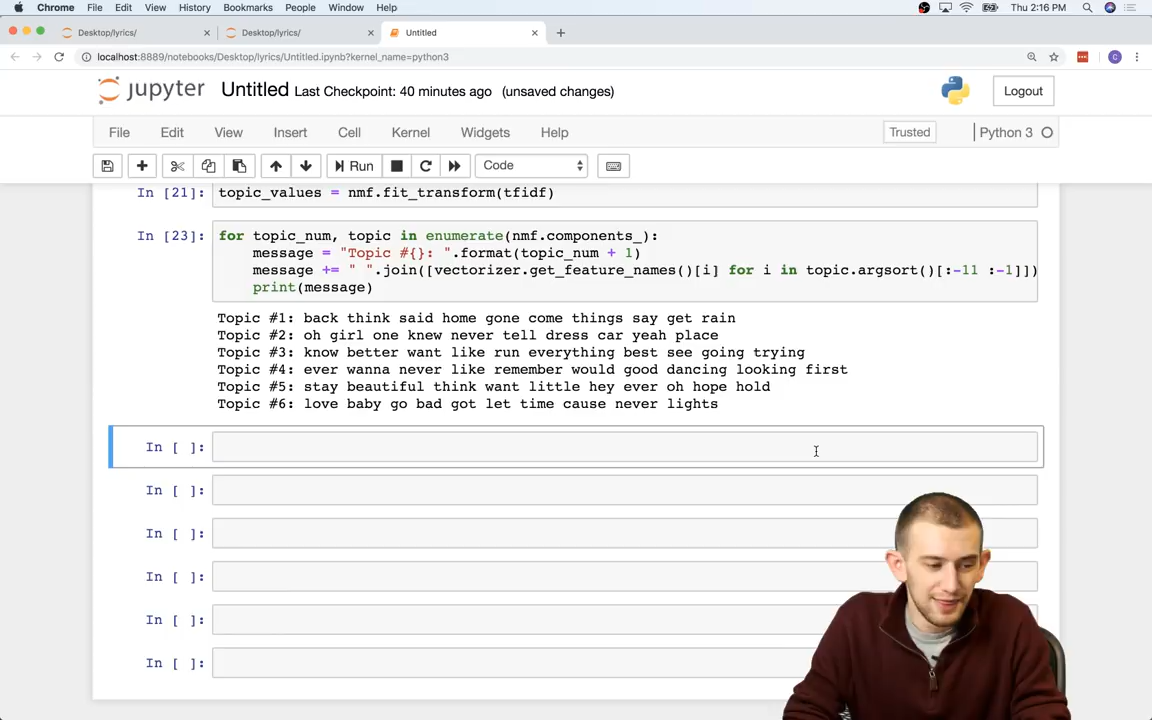 Chrome File Edit View History Bookmarks People Window Help Thu 2:16 PM
Desktop/lyrics/ Desktop/lyrics/ Untitled
localhost:8889/notebooks/Desktop/lyrics/Untitled.ipynb?kernel_name=python3 C
jupyter Untitled Last Checkpoint: 40 minutes ago (unsaved changes) Logout
File Edit View Insert Cell Kernel Widgets Help Trusted Python 3
Run Code
In [21]: topic_values = nmf.fit_transform(tfidf)
In [23]: for topic_num, topic in enumerate(nmf.components_):
message = "Topic #{}: ".format(topic_num + 1)
message += " ".join([vectorizer.get_feature_names()[i] for i in topic.argsort()[:-11 :-1]])
print(message)
Topic #1: back think said home gone come things say get rain
Topic #2: oh girl one knew never tell dress car yeah place
Topic #3: know better want like run everything best see going trying
Topic #4: ever wanna never like remember would good dancing looking first
Topic #5: stay beautiful think want little hey ever oh hope hold
Topic #6: love baby go bad got let time cause never lights
In [ ]:
In [ ]:
In [ ]:
In [ ]:
In [ ]:
In [ ]: